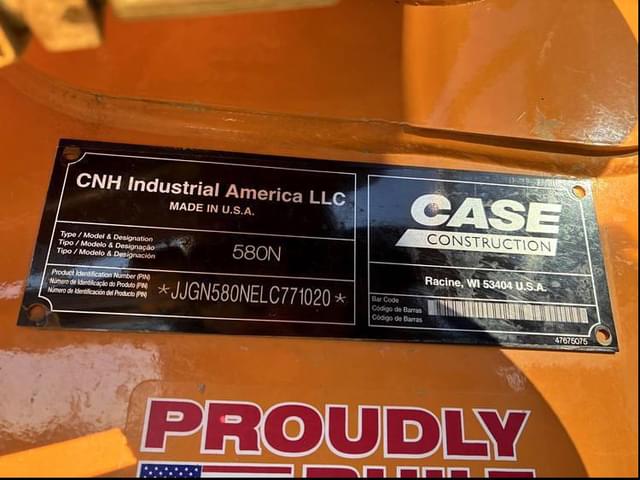 CNH Industrial America LLC
MADE IN U.S.A.
Type / Model & Designation
Tipo / Modelo & Designação
Tipo / Modelo & Designación
580N
Product Identification Number (PIN)
Número de Identificação do Produto (PIN)
Número de Identificación del Producto (PIN)
*JJGN580NELC771020*
CASE
CONSTRUCTION
Racine, WI 53404 U.S.A.
Bar Code
Código de Barras
Código de Barras
47675075
PROUDLY
BUILT